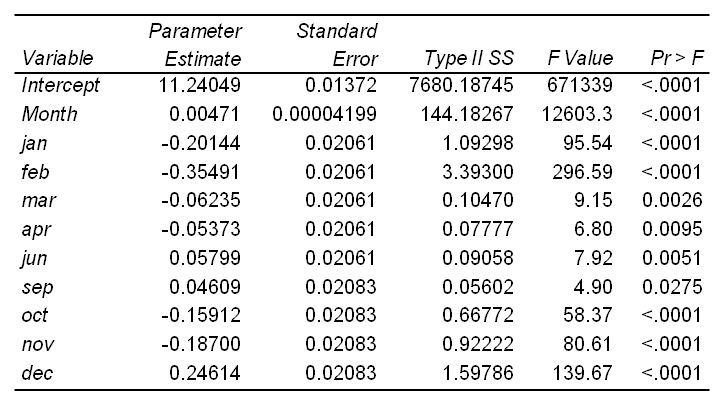 Parameter Standard
Variable Estimate Error Type II SS F Value Pr > F
Intercept 11.24049 0.01372 7680.18745 671339 <.0001
Month 0.00471 0.00004199 144.18267 12603.3 <.0001
jan -0.20144 0.02061 1.09298 95.54 <.0001
feb -0.35491 0.02061 3.39300 296.59 <.0001
mar -0.06235 0.02061 0.10470 9.15 0.0026
apr -0.05373 0.02061 0.07777 6.80 0.0095
jun 0.05799 0.02061 0.09058 7.92 0.0051
sep 0.04609 0.02083 0.05602 4.90 0.0275
oct -0.15912 0.02083 0.66772 58.37 <.0001
nov -0.18700 0.02083 0.92222 80.61 <.0001
dec 0.24614 0.02083 1.59786 139.67 <.0001